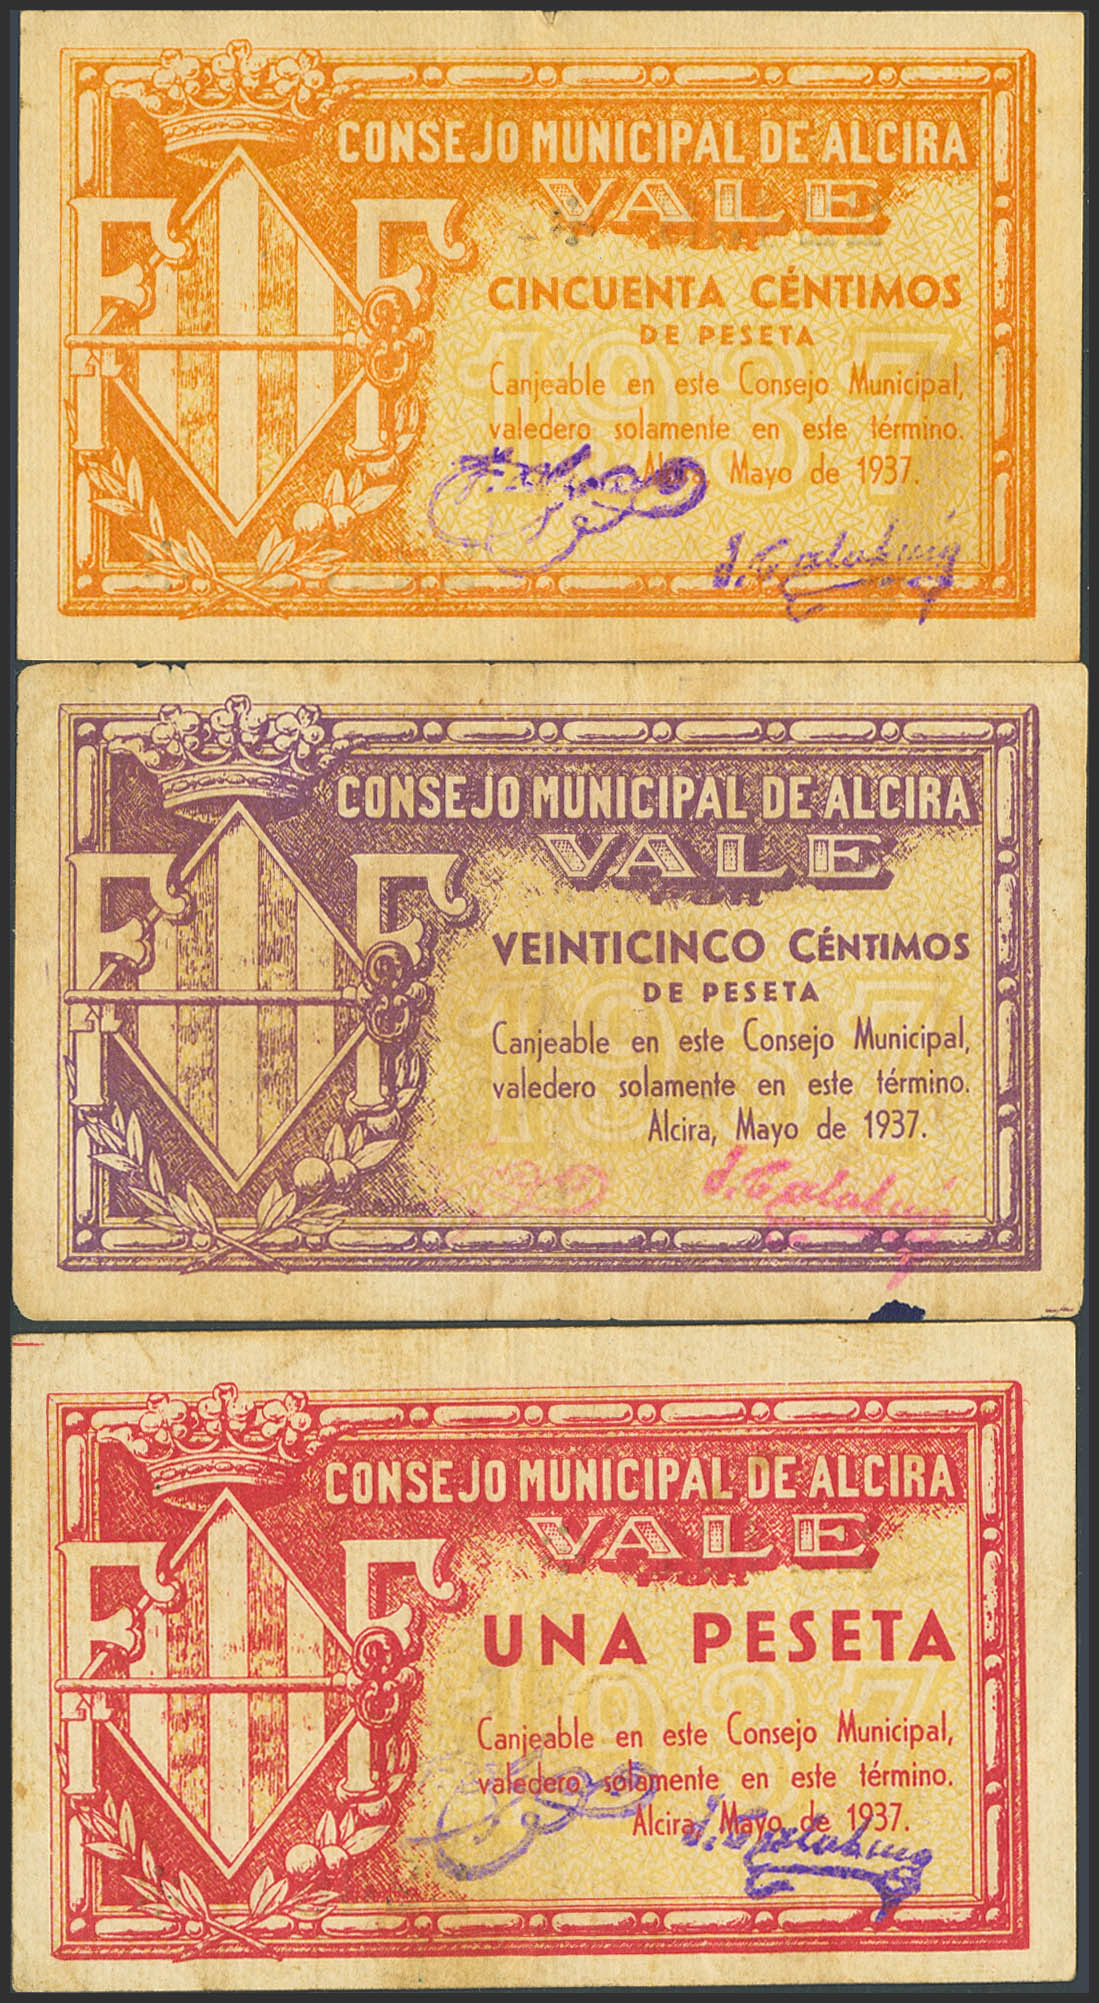 CONSEJO MUNICIPAL DE ALCIRA
VALE
CINCUENTA CÉNTIMOS
DE PESETA
1937
Canjeable en este Consejo Municipal,
valedero solamente en este término.
Mayo de 1937.
CONSEJO MUNICIPAL DE ALCIRA
VALE
POR
VEINTICINCO CÉNTIMOS
DE PESETA
1937
Canjeable en este Consejo Municipal,
valedero solamente en este término.
Alcira, Mayo de 1937.
CONSEJO MUNICIPAL DE ALCIRA
VALE
POR
UNA PESETA
1937
Canjeable en este Consejo Municipal,
valedero solamente en este término.
Alcira, Mayo de 1937.